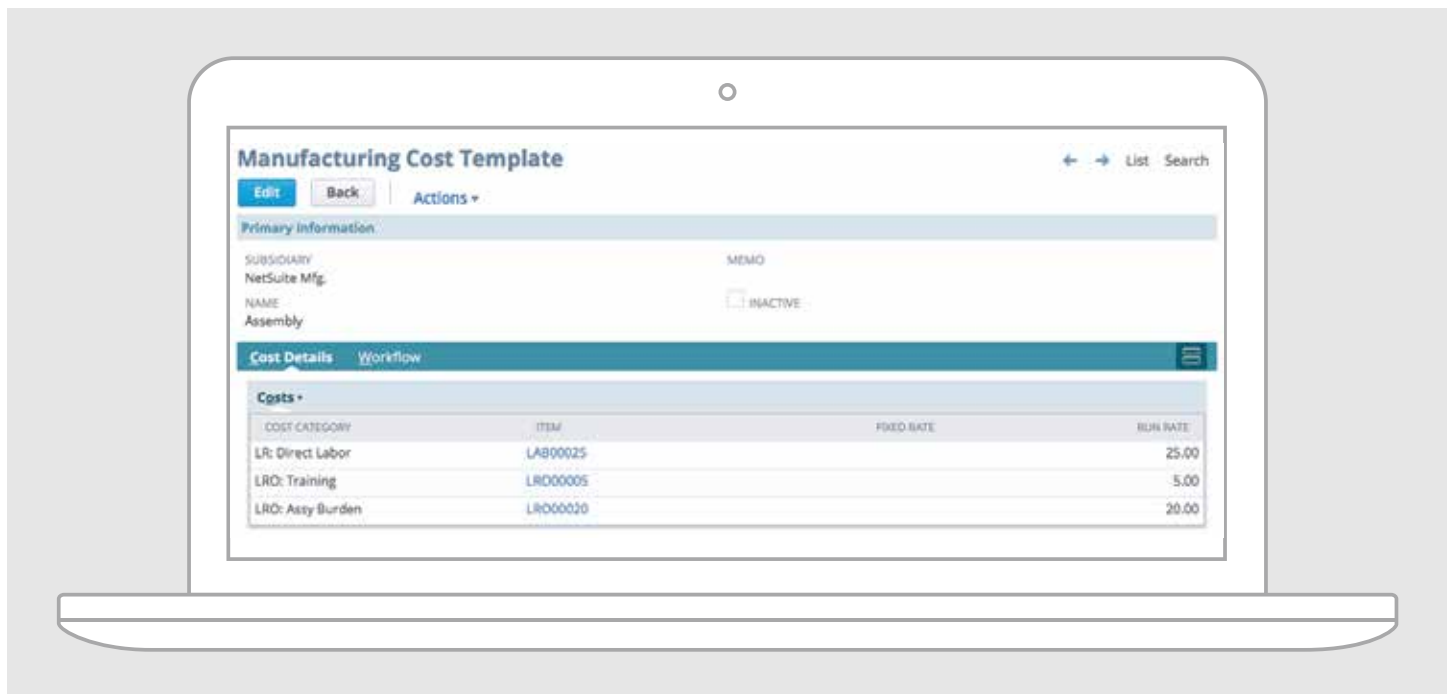 Manufacturing Cost Template
← → List Search
Edit Back Actions
Primary Information
SUBSIDIARY MEMO
NetSuite Mfg.
NAME INACTIVE
Assembly
Cost Details Workflow
Costs •
COST CATEGORY ITEM FIXED RATE RUN RATE
LR: Direct Labor LAB00025 25.00
LRO: Training LRO00005 5.00
LRO: Assy Burden LRO00020 20.00